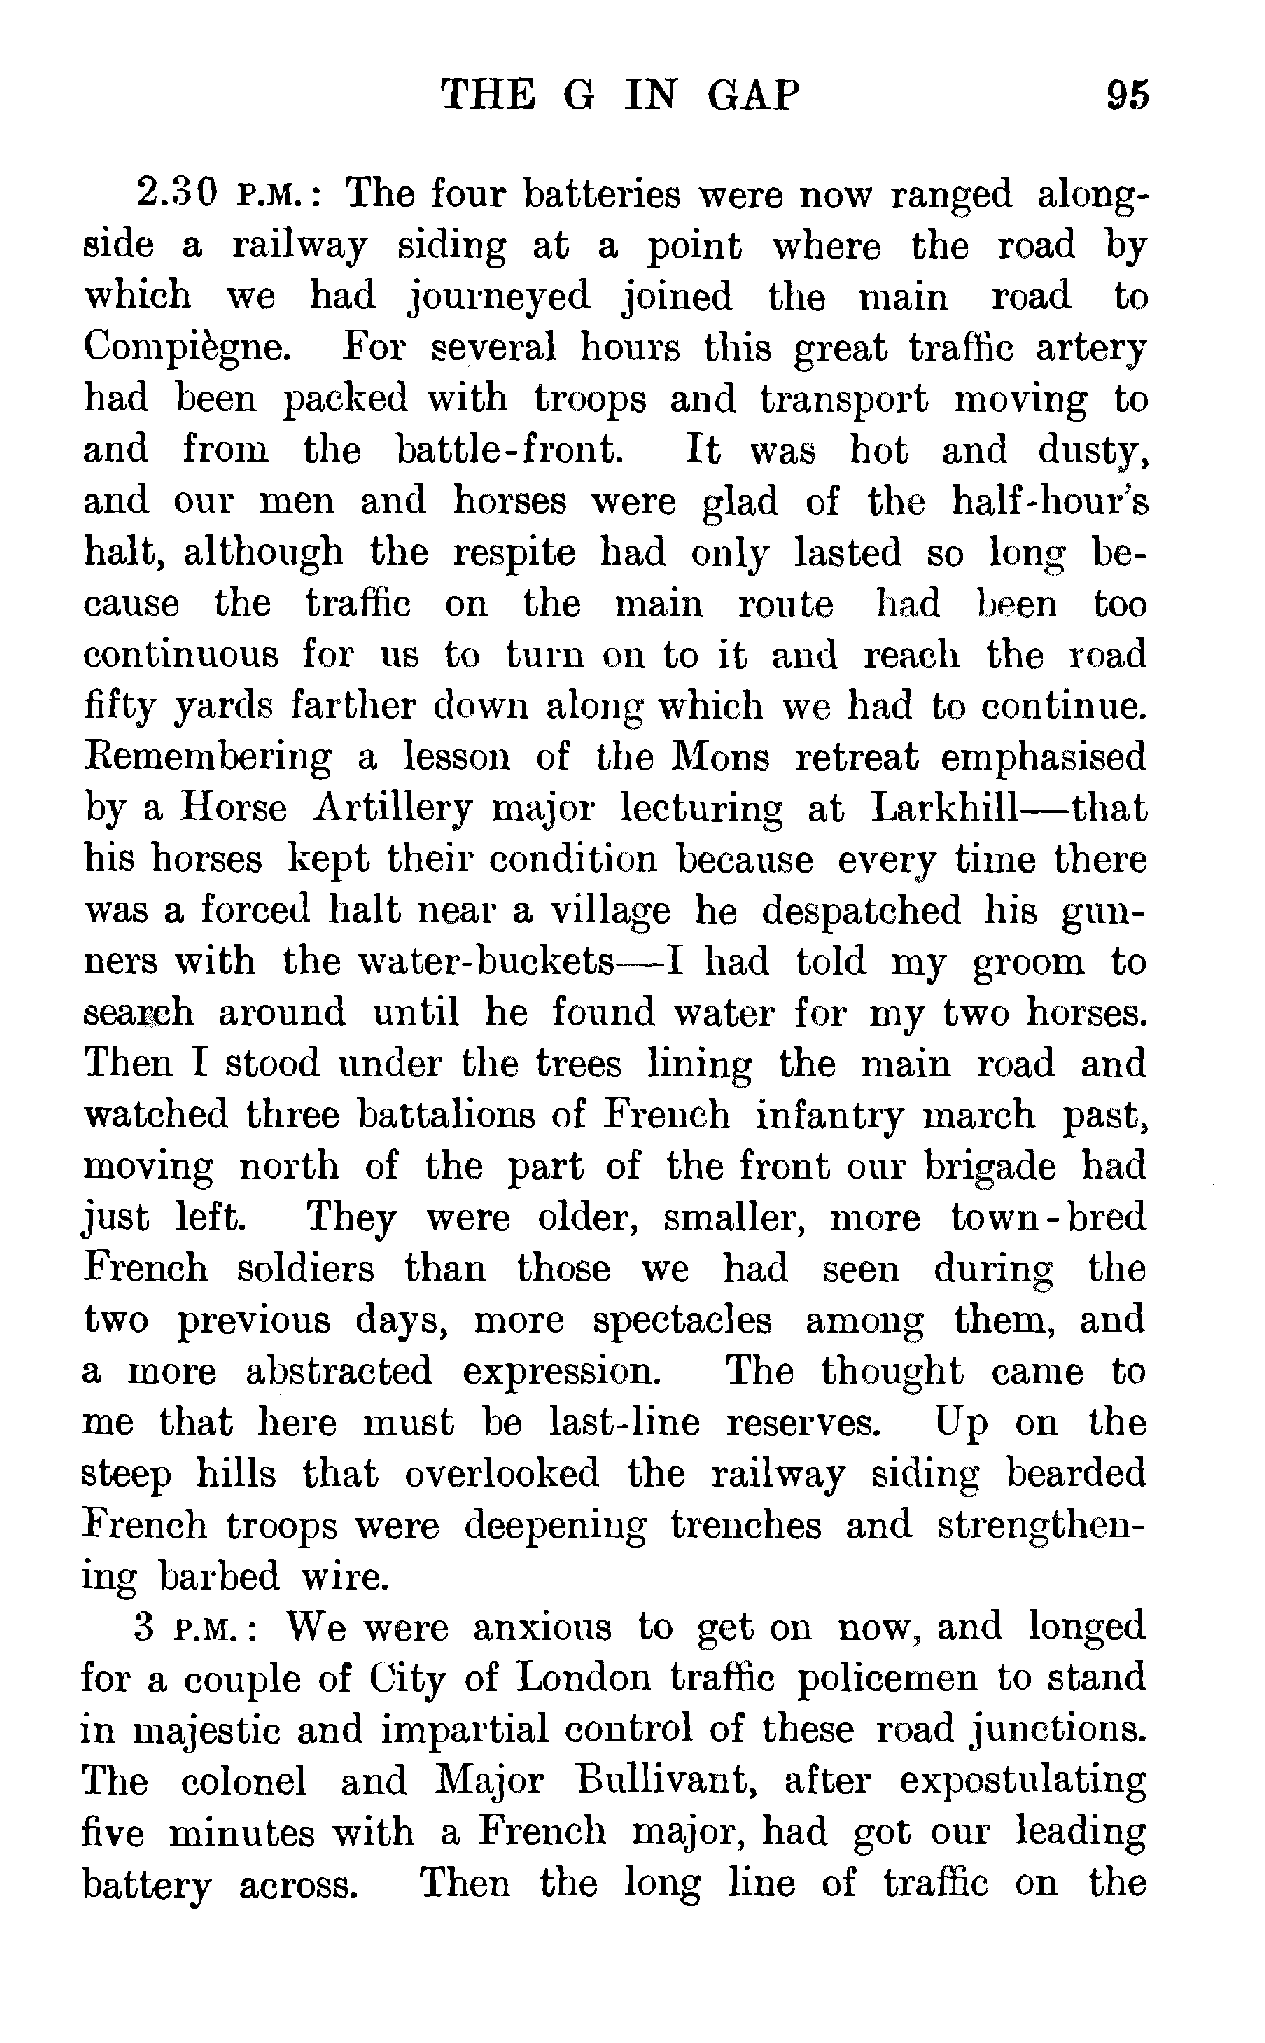 THE G IN GAP 95
2.30 P.M.: The four batteries were now ranged along-
side a railway siding at a point where the road by
which we had journeyed joined the main road to
Compiègne. For several hours this great traffic artery
had been packed with troops and transport moving to
and from the battle-front. It was hot and dusty,
and our men and horses were glad of the half-hour's
halt, although the respite had only lasted so long be-
cause the traffic on the main route had been too
continuous for us to turn on to it and reach the road
fifty yards farther down along which we had to continue.
Remembering a lesson of the Mons retreat emphasised
by a Horse Artillery major lecturing at Larkhill—that
his horses kept their condition because every time there
was a forced halt near a village he despatched his gun-
ners with the water-buckets—I had told my groom to
search around until he found water for my two horses.
Then I stood under the trees lining the main road and
watched three battalions of French infantry march past,
moving north of the part of the front our brigade had
just left. They were older, smaller, more town-bred
French soldiers than those we had seen during the
two previous days, more spectacles among them, and
a more abstracted expression. The thought came to
me that here must be last-line reserves. Up on the
steep hills that overlooked the railway siding bearded
French troops were deepening trenches and strengthen-
ing barbed wire.
3 P.M.: We were anxious to get on now, and longed
for a couple of City of London traffic policemen to stand
in majestic and impartial control of these road junctions.
The colonel and Major Bullivant, after expostulating
five minutes with a French major, had got our leading
battery across. Then the long line of traffic on the